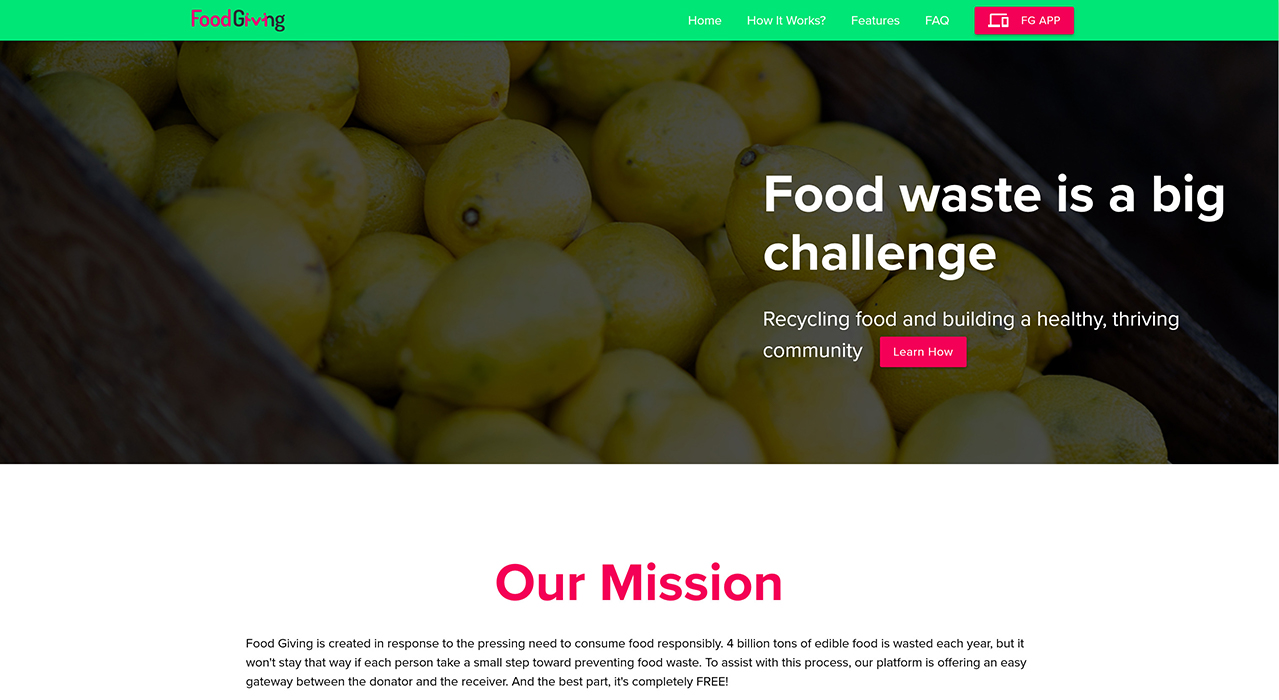 FoodGiving
Home How It Works? Features FAQ FG APP
Food waste is a big
challenge
Recycling food and building a healthy, thriving
community Learn How
Our Mission
Food Giving is created in response to the pressing need to consume food responsibly. 4 billion tons of edible food is wasted each year, but it
won't stay that way if each person take a small step toward preventing food waste. To assist with this process, our platform is offering an easy
gateway between the donator and the receiver. And the best part, it's completely FREE!